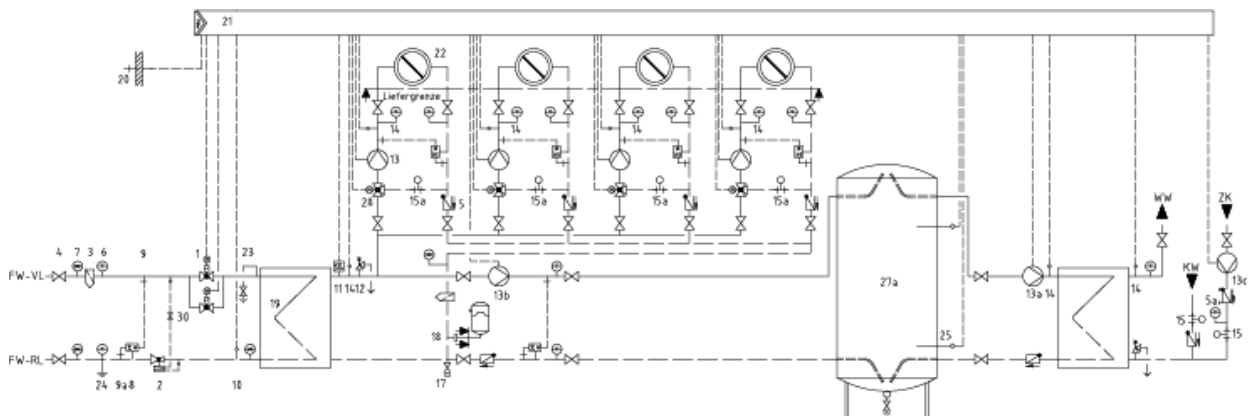 21
20
22
Liefergrenze
14 14 14 14
13
28 15a 5 15a 15a 15a
WW ZK
4 7 3 6 9 1 23
FW-VL
11 14 12
13b
27a
13a 14 14
KW
13c
5a
19
30
18
25
15
15
FW-RL
24 9a 8 2 10
17